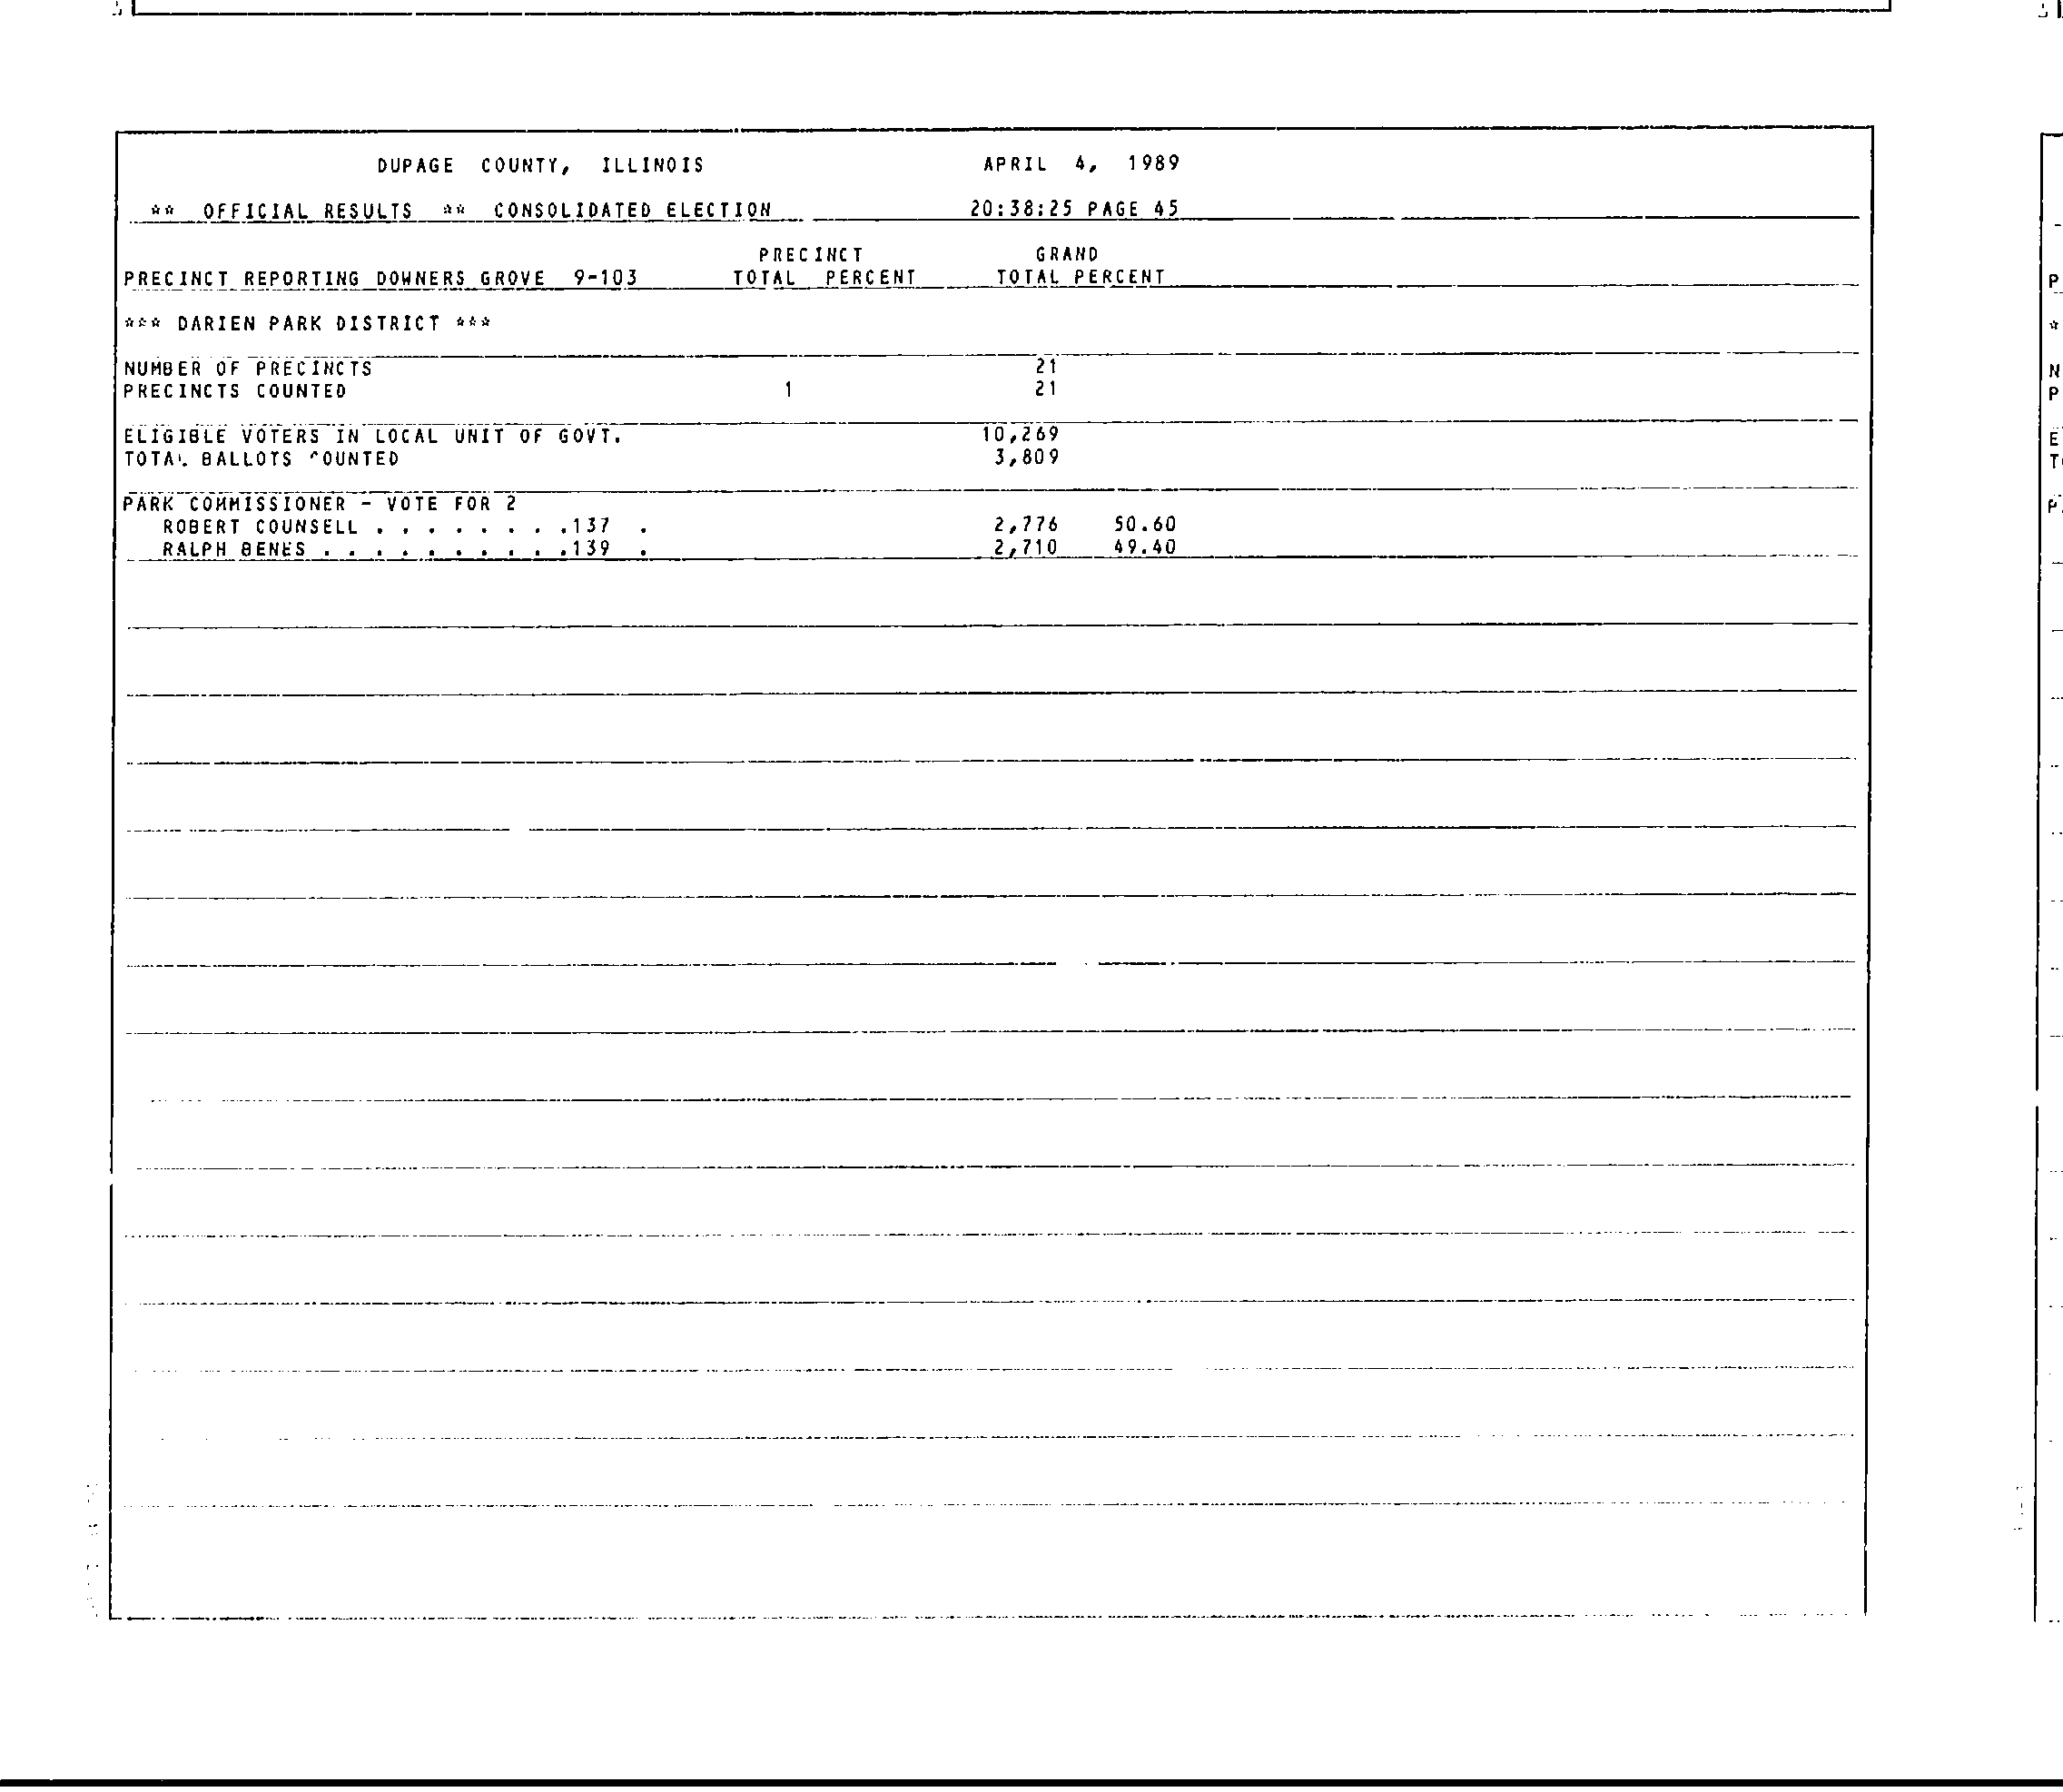 DUPAGE COUNTY, ILLINOIS APRIL 4, 1989
** OFFICIAL RESULTS ** CONSOLIDATED ELECTION 20:38:25 PAGE 45
PRECINCT GRAND
PRECINCT REPORTING DOWNERS GROVE 9-103 TOTAL PERCENT TOTAL PERCENT
*** DARIEN PARK DISTRICT ***
NUMBER OF PRECINCTS 21
PRECINCTS COUNTED 1 21
ELIGIBLE VOTERS IN LOCAL UNIT OF GOVT. 10,269
TOTAL BALLOTS COUNTED 3,809
PARK COMMISSIONER - VOTE FOR 2
ROBERT COUNSELL . . . . . . . .137 . 2,776 50.60
RALPH BENES . . . . . . . . . .139 . 2,710 49.40